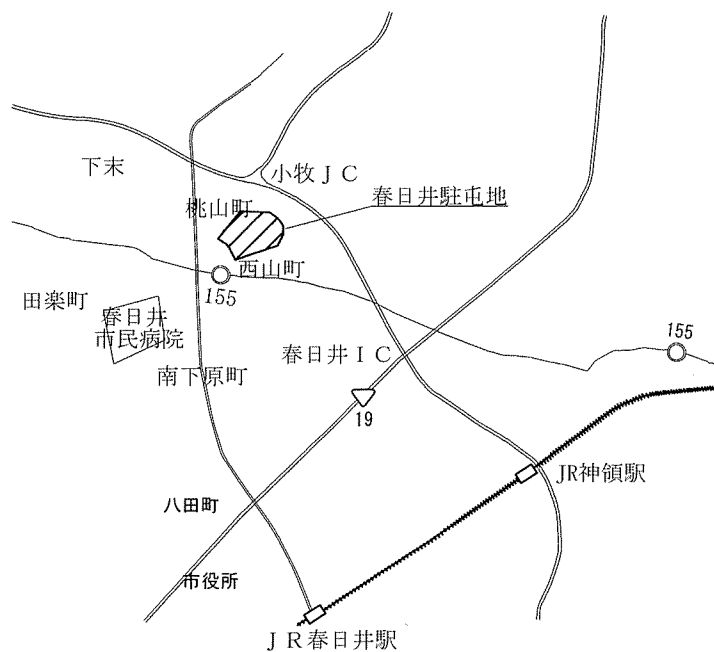 下末
小牧ＪＣ
春日井駐屯地
桃山町
西山町
155
田楽町
春日井
市民病院
南下原町
春日井ＩＣ
155
19
JR神領駅
八田町
市役所
ＪＲ春日井駅